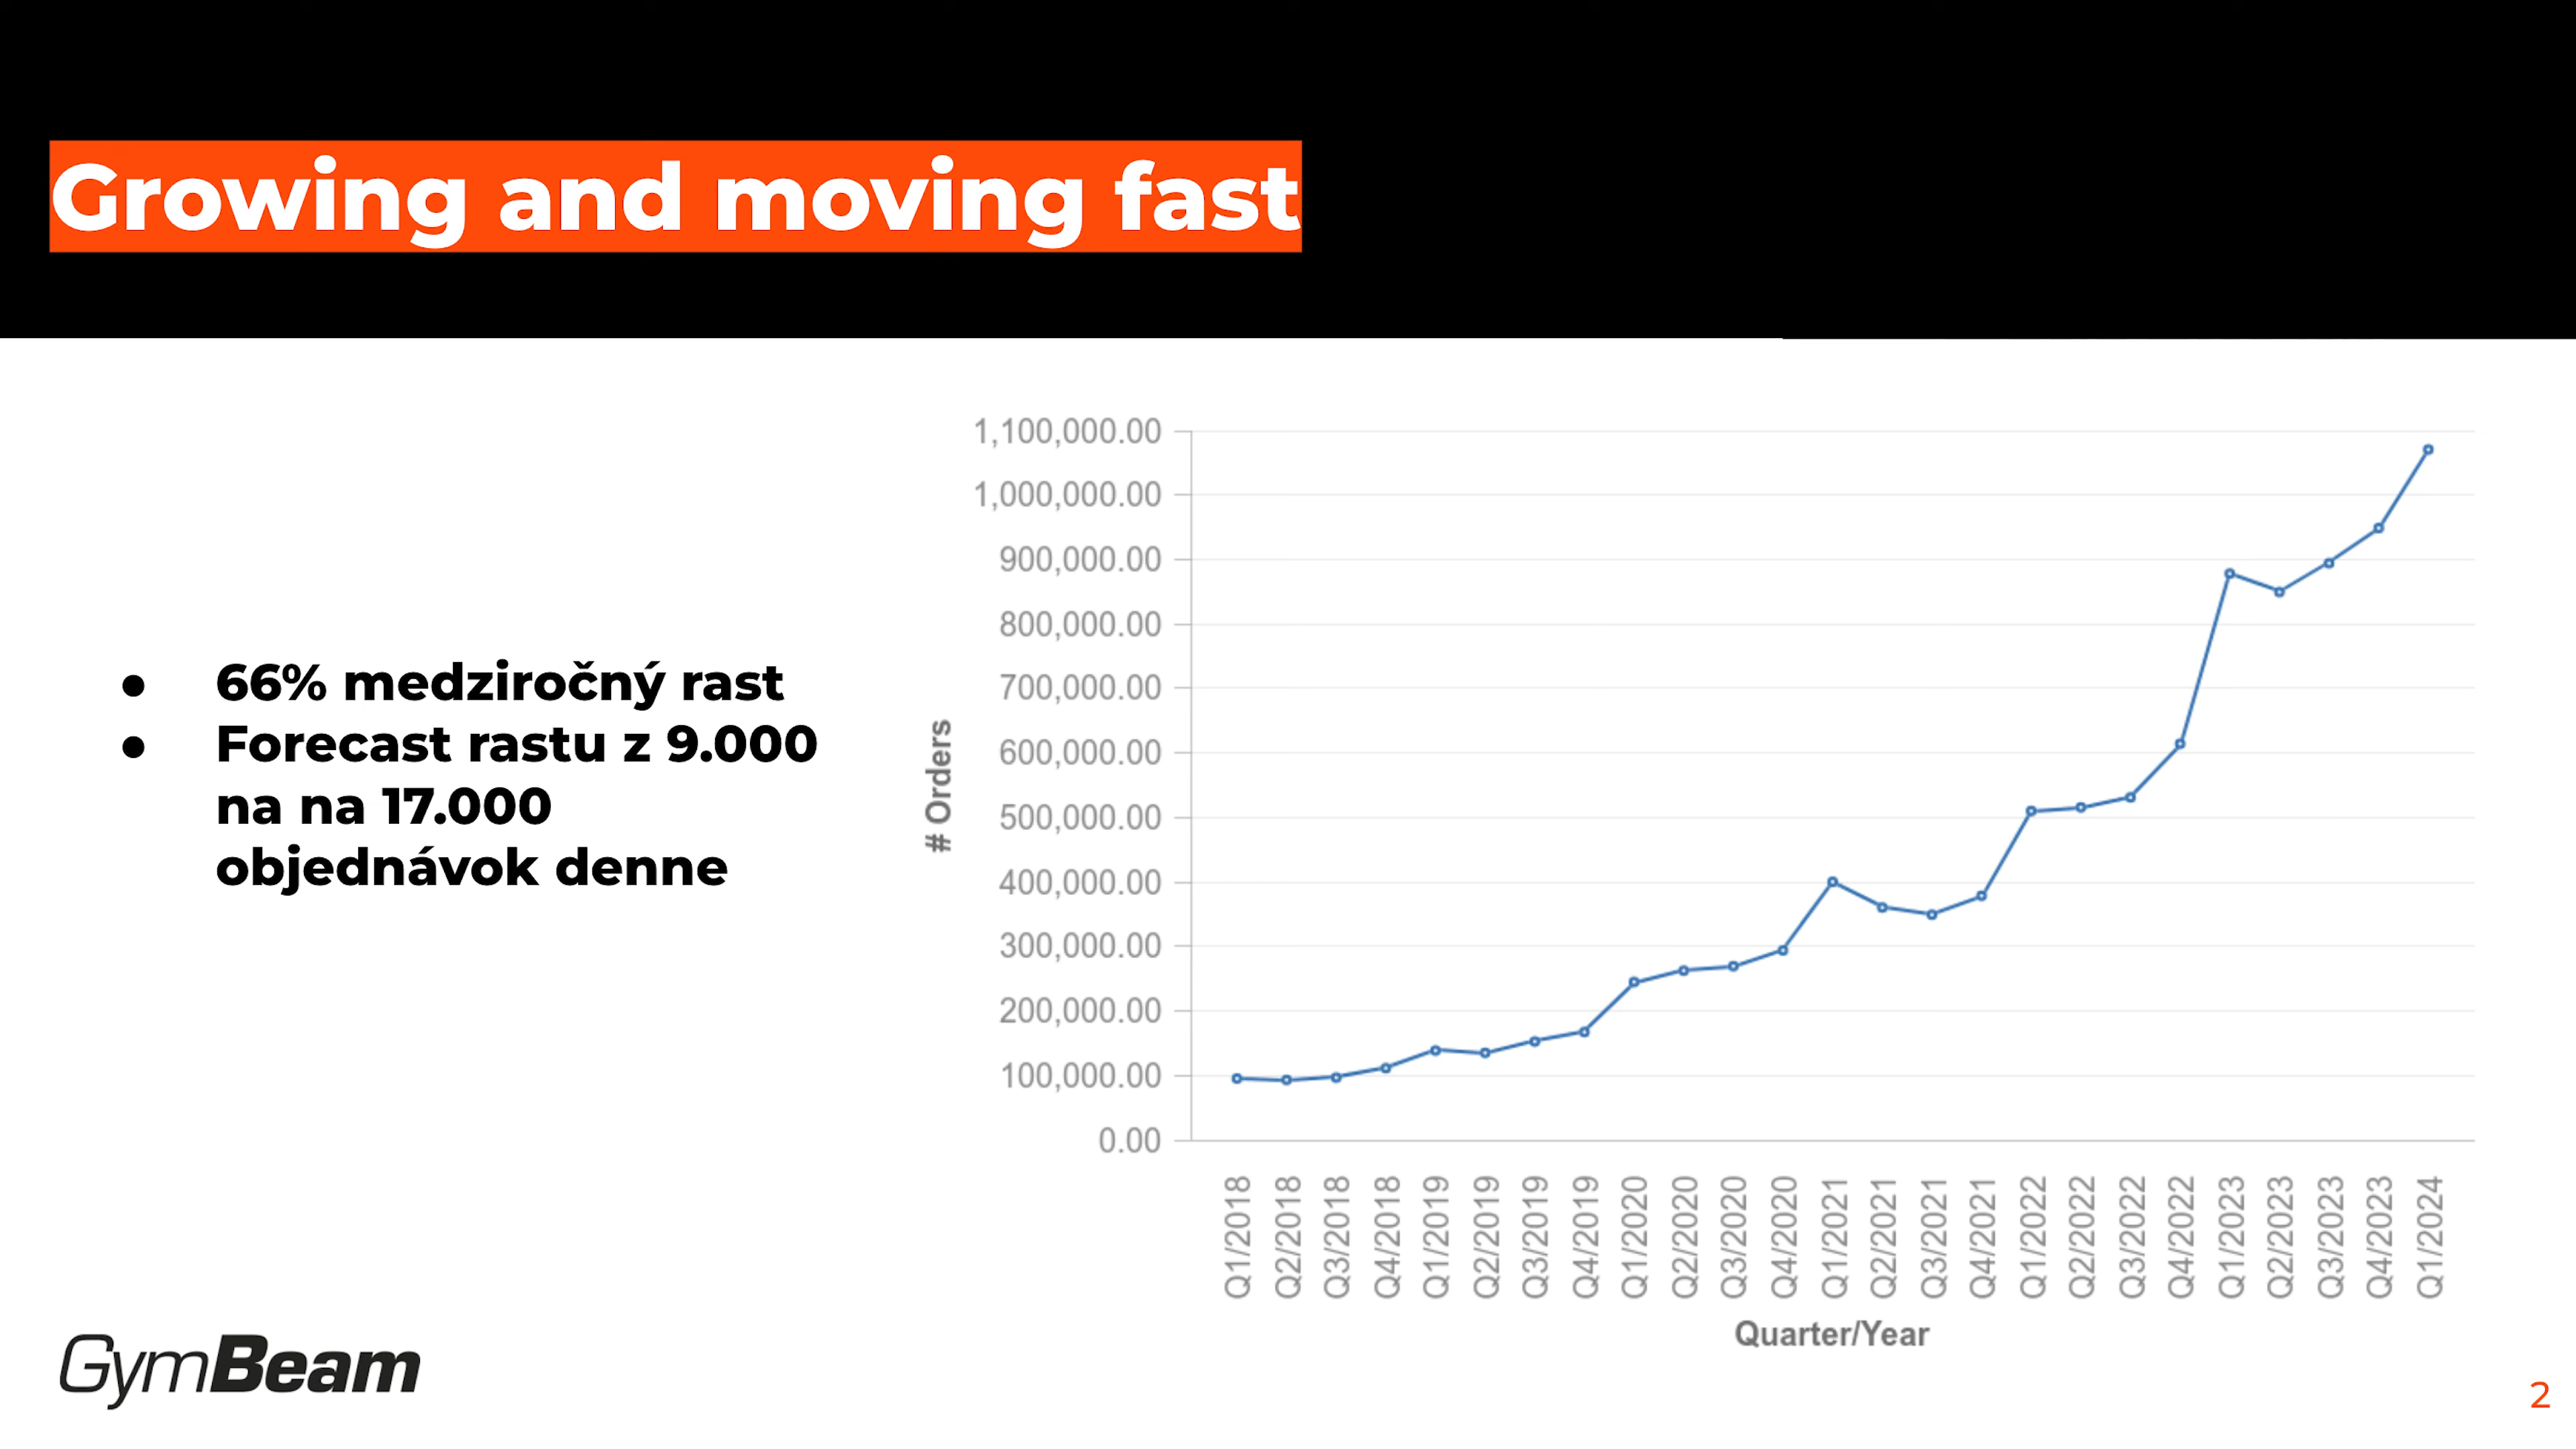 Growing and moving fast
● 66% medziročný rast
● Forecast rastu z 9.000
na na 17.000
objednávok denne
# Orders
1,100,000.00
1,000,000.00
900,000.00
800,000.00
700,000.00
600,000.00
500,000.00
400,000.00
300,000.00
200,000.00
100,000.00
0.00
Q1/2018
Q2/2018
Q3/2018
Q4/2018
Q1/2019
Q2/2019
Q3/2019
Q4/2019
Q1/2020
Q2/2020
Q3/2020
Q4/2020
Q1/2021
Q2/2021
Q3/2021
Q4/2021
Q1/2022
Q2/2022
Q3/2022
Q4/2022
Q1/2023
Q2/2023
Q3/2023
Q4/2023
Q1/2024
Quarter/Year
GymBeam
2